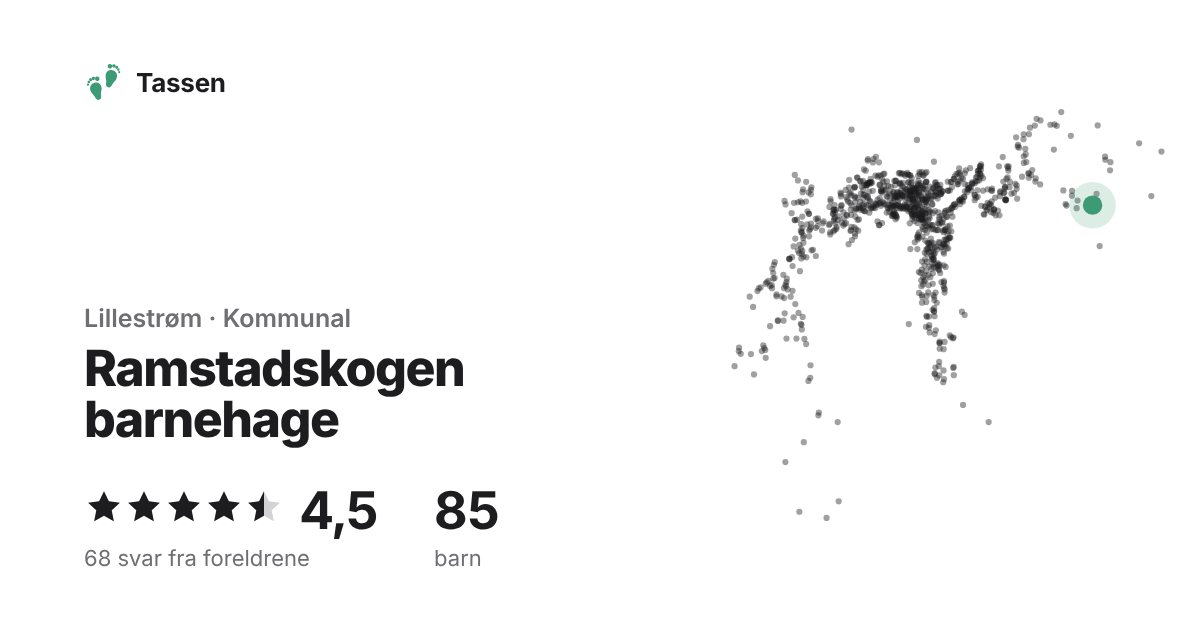 Tassen
Lillestrøm · Kommunal
Ramstadskogen
barnehage
4,5
85
68 svar fra foreldrene
barn